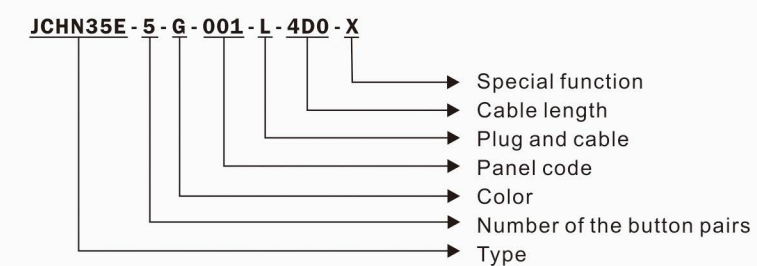 JCHN35E - 5 - G - 001 - L - 4D0 - X
Special function
Cable length
Plug and cable
Panel code
Color
Number of the button pairs
Type